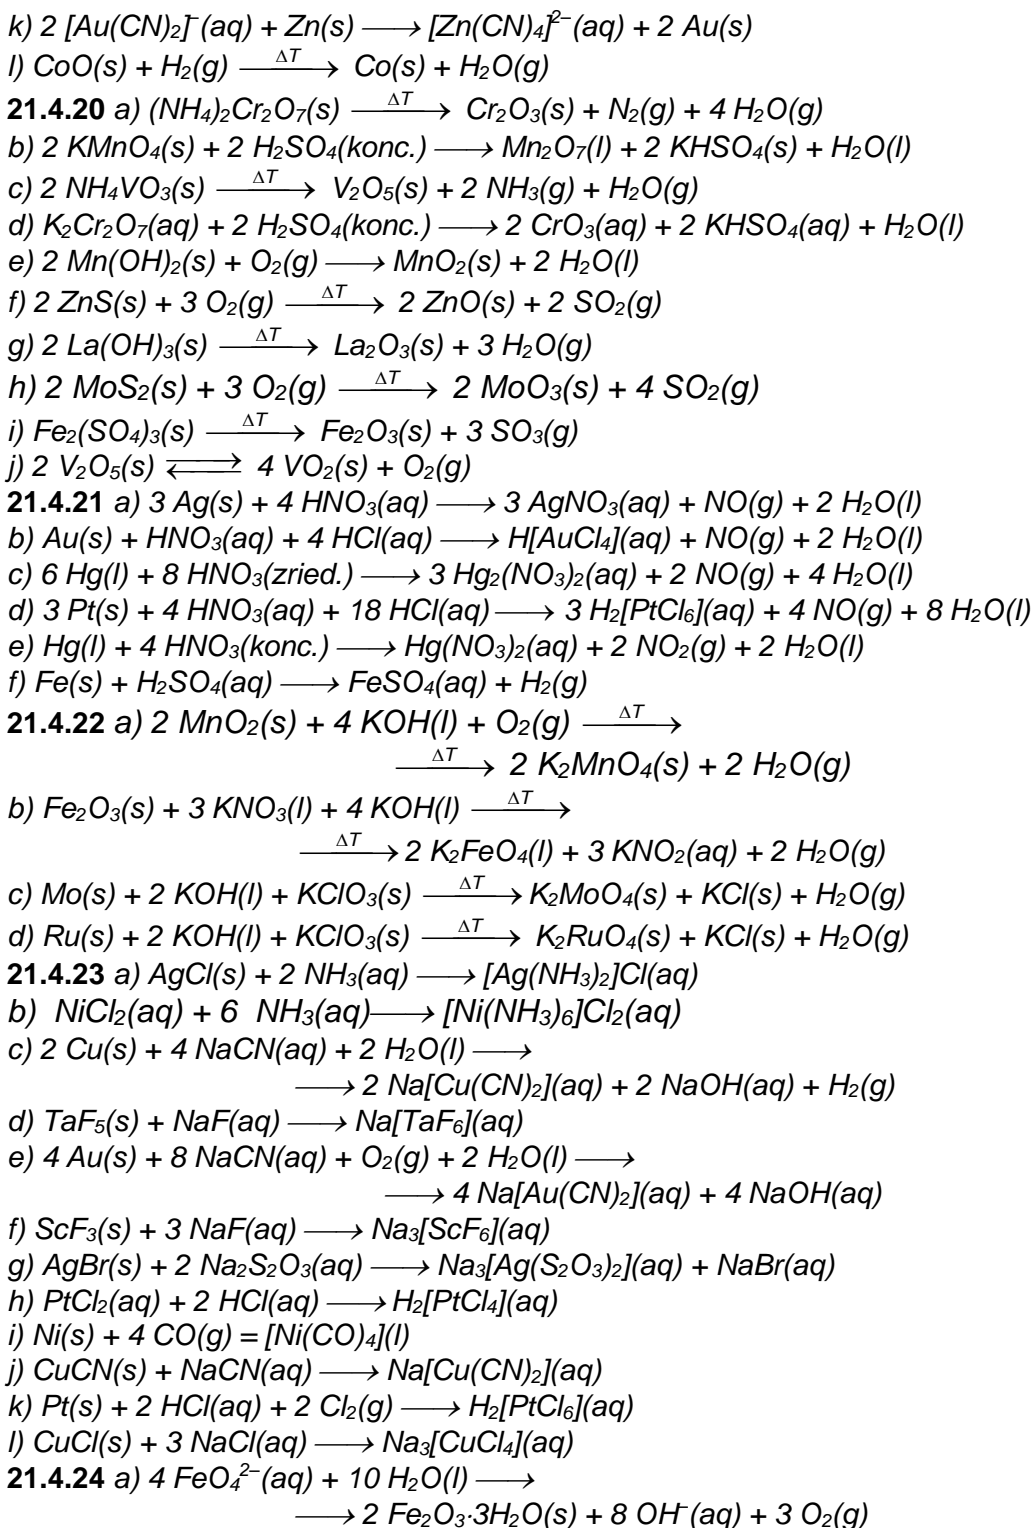 k) 2 [Au(CN)₂]⁻(aq) + Zn(s) ⟶ [Zn(CN)₄]²⁻(aq) + 2 Au(s)
l) CoO(s) + H₂(g) —ΔT→ Co(s) + H₂O(g)
21.4.20 a) (NH₄)₂Cr₂O₇(s) —ΔT→ Cr₂O₃(s) + N₂(g) + 4 H₂O(g)
b) 2 KMnO₄(s) + 2 H₂SO₄(konc.) ⟶ Mn₂O₇(l) + 2 KHSO₄(s) + H₂O(l)
c) 2 NH₄VO₃(s) —ΔT→ V₂O₅(s) + 2 NH₃(g) + H₂O(g)
d) K₂Cr₂O₇(aq) + 2 H₂SO₄(konc.) ⟶ 2 CrO₃(aq) + 2 KHSO₄(aq) + H₂O(l)
e) 2 Mn(OH)₂(s) + O₂(g) ⟶ MnO₂(s) + 2 H₂O(l)
f) 2 ZnS(s) + 3 O₂(g) —ΔT→ 2 ZnO(s) + 2 SO₂(g)
g) 2 La(OH)₃(s) —ΔT→ La₂O₃(s) + 3 H₂O(g)
h) 2 MoS₂(s) + 3 O₂(g) —ΔT→ 2 MoO₃(s) + 4 SO₂(g)
i) Fe₂(SO₄)₃(s) —ΔT→ Fe₂O₃(s) + 3 SO₃(g)
j) 2 V₂O₅(s) ⇄ 4 VO₂(s) + O₂(g)
21.4.21 a) 3 Ag(s) + 4 HNO₃(aq) ⟶ 3 AgNO₃(aq) + NO(g) + 2 H₂O(l)
b) Au(s) + HNO₃(aq) + 4 HCl(aq) ⟶ H[AuCl₄](aq) + NO(g) + 2 H₂O(l)
c) 6 Hg(l) + 8 HNO₃(zried.) ⟶ 3 Hg₂(NO₃)₂(aq) + 2 NO(g) + 4 H₂O(l)
d) 3 Pt(s) + 4 HNO₃(aq) + 18 HCl(aq) ⟶ 3 H₂[PtCl₆](aq) + 4 NO(g) + 8 H₂O(l)
e) Hg(l) + 4 HNO₃(konc.) ⟶ Hg(NO₃)₂(aq) + 2 NO₂(g) + 2 H₂O(l)
f) Fe(s) + H₂SO₄(aq) ⟶ FeSO₄(aq) + H₂(g)
21.4.22 a) 2 MnO₂(s) + 4 KOH(l) + O₂(g) —ΔT→
—ΔT→ 2 K₂MnO₄(s) + 2 H₂O(g)
b) Fe₂O₃(s) + 3 KNO₃(l) + 4 KOH(l) —ΔT→
—ΔT→ 2 K₂FeO₄(l) + 3 KNO₂(aq) + 2 H₂O(g)
c) Mo(s) + 2 KOH(l) + KClO₃(s) —ΔT→ K₂MoO₄(s) + KCl(s) + H₂O(g)
d) Ru(s) + 2 KOH(l) + KClO₃(s) —ΔT→ K₂RuO₄(s) + KCl(s) + H₂O(g)
21.4.23 a) AgCl(s) + 2 NH₃(aq) ⟶ [Ag(NH₃)₂]Cl(aq)
b) NiCl₂(aq) + 6 NH₃(aq) ⟶ [Ni(NH₃)₆]Cl₂(aq)
c) 2 Cu(s) + 4 NaCN(aq) + 2 H₂O(l) ⟶
⟶ 2 Na[Cu(CN)₂](aq) + 2 NaOH(aq) + H₂(g)
d) TaF₅(s) + NaF(aq) ⟶ Na[TaF₆](aq)
e) 4 Au(s) + 8 NaCN(aq) + O₂(g) + 2 H₂O(l) ⟶
⟶ 4 Na[Au(CN)₂](aq) + 4 NaOH(aq)
f) ScF₃(s) + 3 NaF(aq) ⟶ Na₃[ScF₆](aq)
g) AgBr(s) + 2 Na₂S₂O₃(aq) ⟶ Na₃[Ag(S₂O₃)₂](aq) + NaBr(aq)
h) PtCl₂(aq) + 2 HCl(aq) ⟶ H₂[PtCl₄](aq)
i) Ni(s) + 4 CO(g) = [Ni(CO)₄](l)
j) CuCN(s) + NaCN(aq) ⟶ Na[Cu(CN)₂](aq)
k) Pt(s) + 2 HCl(aq) + 2 Cl₂(g) ⟶ H₂[PtCl₆](aq)
l) CuCl(s) + 3 NaCl(aq) ⟶ Na₃[CuCl₄](aq)
21.4.24 a) 4 FeO₄²⁻(aq) + 10 H₂O(l) ⟶
⟶ 2 Fe₂O₃·3H₂O(s) + 8 OH⁻(aq) + 3 O₂(g)